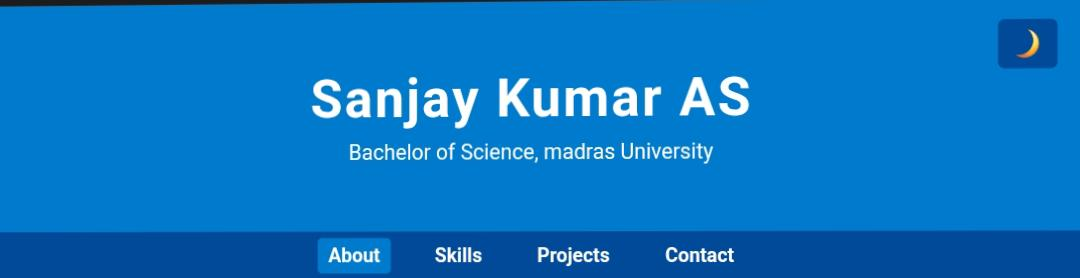 Sanjay Kumar AS
Bachelor of Science, madras University
About Skills Projects Contact